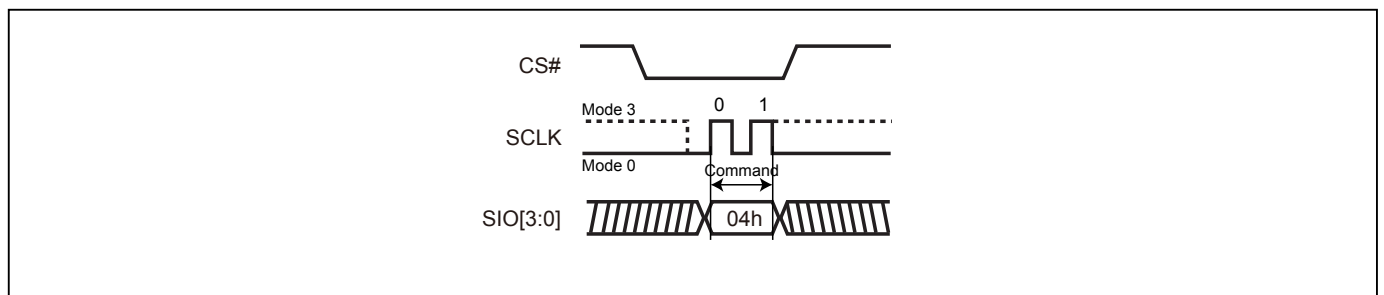 CS#
Mode 3
0 1
SCLK
Mode 0
Command
SIO[3:0]
04h